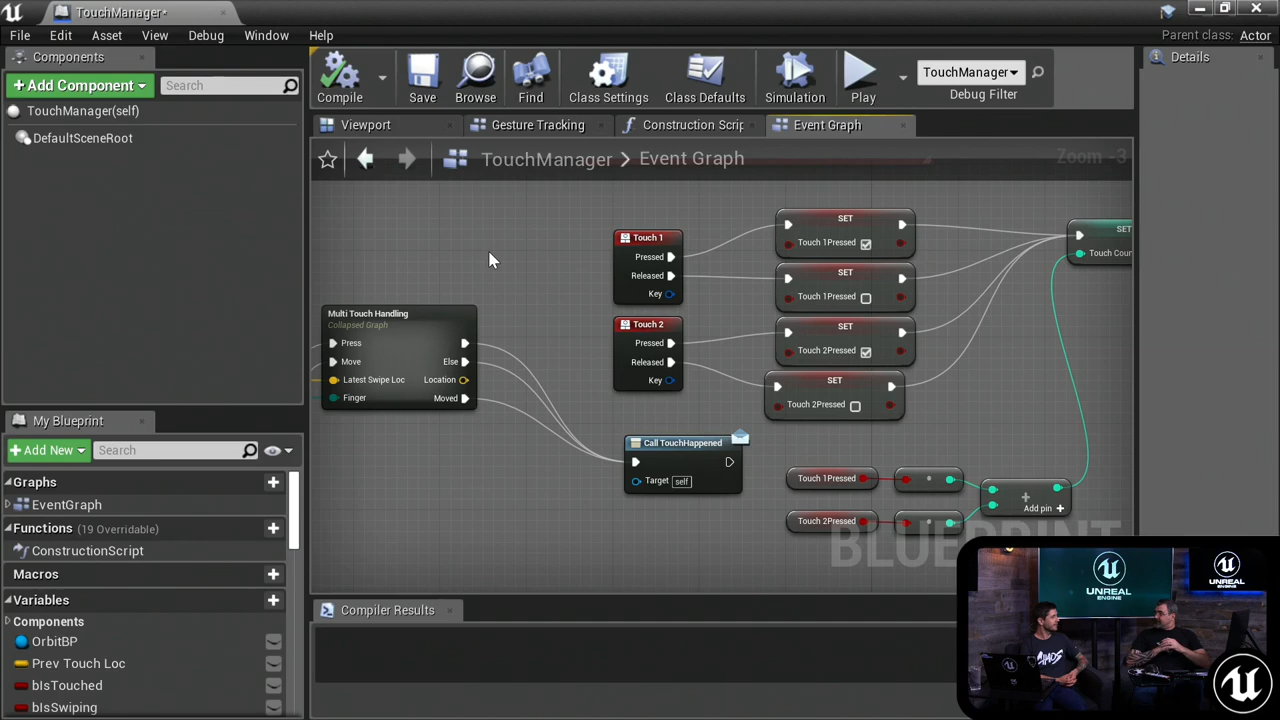 TouchManager*
File Edit Asset View Debug Window Help
Parent class: Actor
Components
+ Add Component
Search
TouchManager(self)
DefaultSceneRoot
Compile
Save
Browse
Find
Class Settings
Class Defaults
Simulation
Play
TouchManager
Debug Filter
Details
Viewport
Gesture Tracking
Construction Scrip
Event Graph
TouchManager > Event Graph
Zoom -3
Multi Touch Handling
Collapsed Graph
Press
Move
Else
Latest Swipe Loc
Location
Finger
Moved
Touch 1
Pressed
Released
Key
Touch 2
Pressed
Released
Key
SET
Touch 1Pressed
SET
Touch 1Pressed
SET
Touch 2Pressed
SET
Touch 2Pressed
SET
Touch Coun
Call TouchHappened
Target self
Touch 1Pressed
Touch 2Pressed
+
Add pin +
BLUEPRINT
My Blueprint
+ Add New
Search
Graphs
EventGraph
Functions (19 Overridable)
ConstructionScript
Macros
Variables
Components
OrbitBP
Prev Touch Loc
bIsTouched
bIsSwiping
Compiler Results
UNREAL
ENGINE
UNREAL
ENGINE
CHAOS